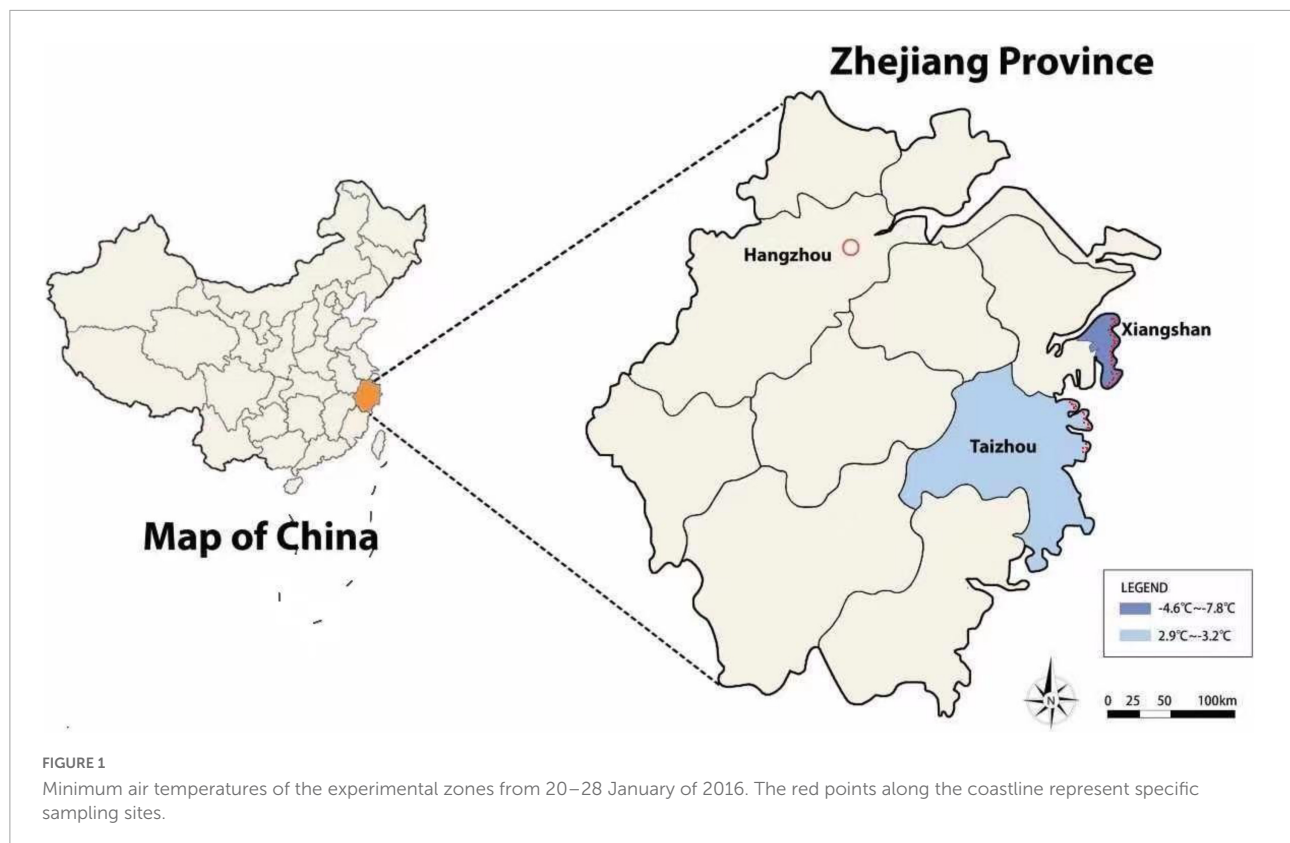 Zhejiang Province
Hangzhou
Xiangshan
Taizhou
Map of China
LEGEND
-4.6℃~-7.8℃
2.9℃~-3.2℃
N
0 25 50 100km
FIGURE 1
Minimum air temperatures of the experimental zones from 20–28 January of 2016. The red points along the coastline represent specific
sampling sites.